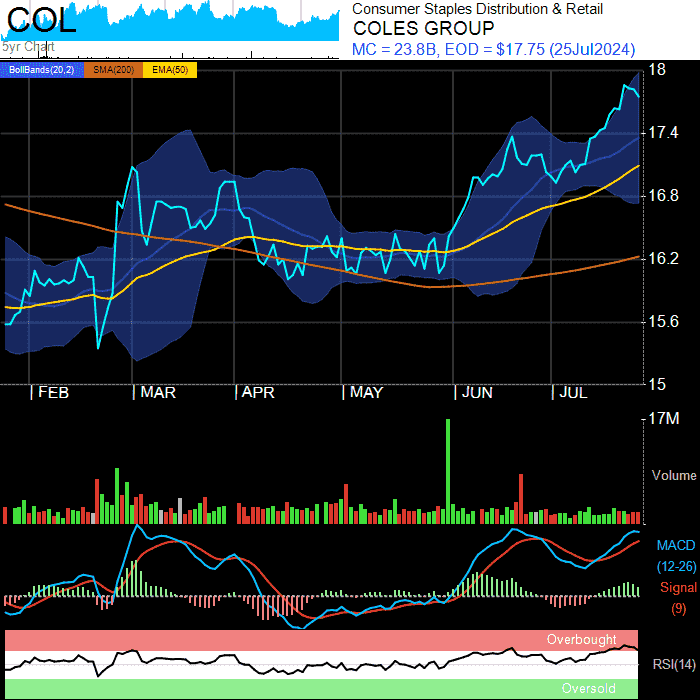 COL
5yr Chart
Consumer Staples Distribution & Retail
COLES GROUP
MC = 23.8B, EOD = $17.75 (25Jul2024)
BollBands(20,2) SMA(200) EMA(50)
18
17.4
16.8
16.2
15.6
15
FEB MAR APR MAY JUN JUL
17M
Volume
MACD
(12-26)
Signal
(9)
Overbought
RSI(14)
Oversold